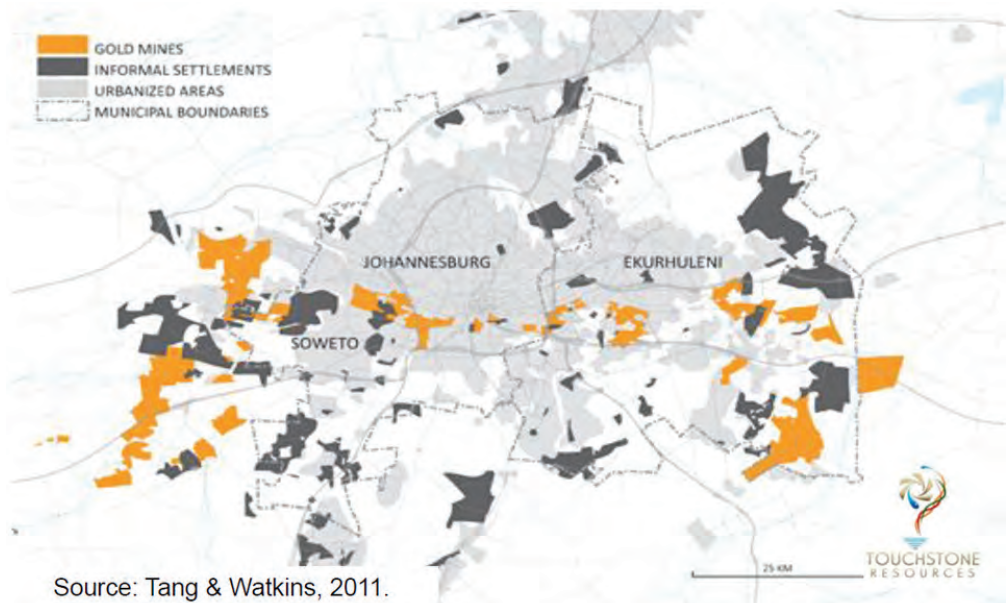 GOLD MINES
INFORMAL SETTLEMENTS
URBANIZED AREAS
MUNICIPAL BOUNDARIES
JOHANNESBURG
EKURHULENI
SOWETO
25 KM
TOUCHSTONE
RESOURCES
Source: Tang & Watkins, 2011.